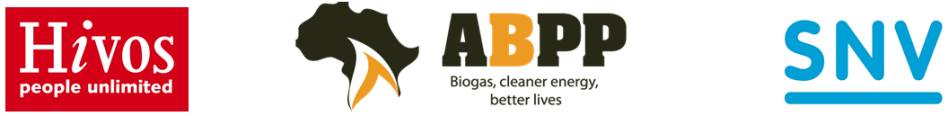 Hivos
people unlimited
ABPP
Biogas, cleaner energy,
better lives
SNV